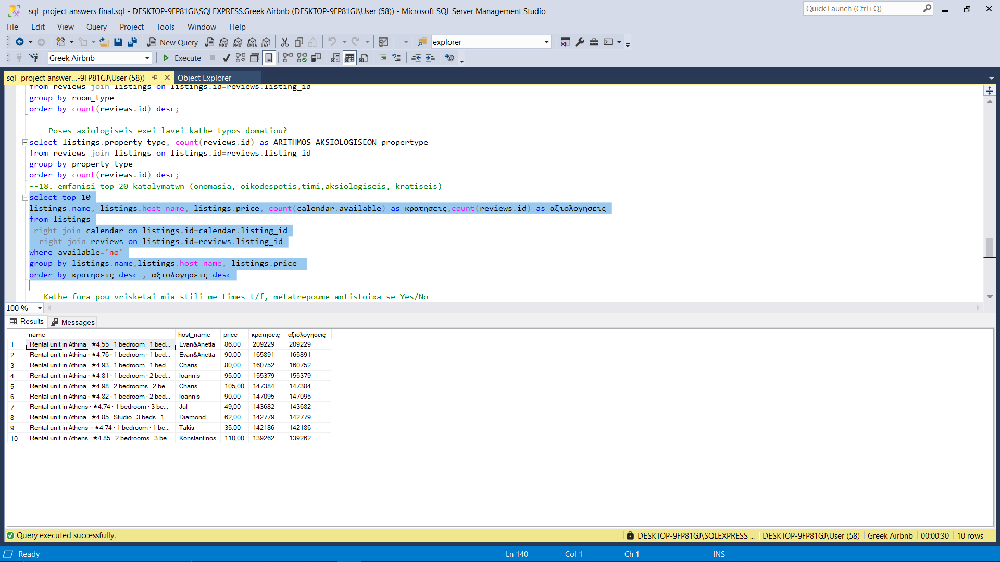 sql  project answers final.sql - DESKTOP-9FP81GJ\SQLEXPRESS.Greek Airbnb (DESKTOP-9FP81GJ\User (58)) - Microsoft SQL Server Management Studio
Quick Launch (Ctrl+Q)
File Edit View Query Project Tools Window Help
New Query MDX DMX XMLA DAX explorer
Greek Airbnb Execute
sql  project answer...-9FP81GJ\User (58)) Object Explorer
from reviews join listings on listings.id=reviews.listing_id
group by room_type
order by count(reviews.id) desc;
--  Poses axiologiseis exei lavei kathe typos domatiou?
select listings.property_type, count(reviews.id) as ARITHMOS_AKSIOLOGISEON_propertype
from reviews join listings on listings.id=reviews.listing_id
group by property_type
order by count(reviews.id) desc;
--18. emfanisi top 20 katalymatwn (onomasia, oikodespotis,timi,aksiologiseis, kratiseis)
select top 10
listings.name, listings.host_name, listings.price, count(calendar.available) as κρατησεις,count(reviews.id) as αξιολογησεις
from listings
right join calendar on listings.id=calendar.listing_id
right join reviews on listings.id=reviews.listing_id
where available='no'
group by listings.name,listings.host_name, listings.price
order by κρατησεις desc , αξιολογησεις desc
-- Kathe fora pou vrisketai mia stili me times t/f, metatrepoume antistoixa se Yes/No
100 %
Results Messages
name host_name price κρατησεις αξιολογησεις
1 Rental unit in Athina · ★4.55 · 1 bedroom · 1 bed... Evan&Anetta 86,00 209229 209229
2 Rental unit in Athina · ★4.76 · 1 bedroom · 1 bed... Evan&Anetta 90,00 165891 165891
3 Rental unit in Athina · ★4.93 · 1 bedroom · 1 bed... Charis 80,00 160752 160752
4 Rental unit in Athina · ★4.81 · 1 bedroom · 2 bed... Ioannis 95,00 155379 155379
5 Rental unit in Athina · ★4.98 · 2 bedrooms · 2 be... Charis 105,00 147384 147384
6 Rental unit in Athina · ★4.82 · 1 bedroom · 2 bed... Ioannis 90,00 147095 147095
7 Rental unit in Athens · ★4.74 · 1 bedroom · 3 be... Jul 49,00 143682 143682
8 Rental unit in Athina · ★4.85 · Studio · 3 beds · 1 ... Diamond 62,00 142779 142779
9 Rental unit in Athens · ★4.74 · 1 bedroom · 1 be... Takis 35,00 142186 142186
10 Rental unit in Athens · ★4.85 · 2 bedrooms · 3 be... Konstantinos 110,00 139262 139262
Query executed successfully. DESKTOP-9FP81GJ\SQLEXPRESS ... DESKTOP-9FP81GJ\User (58) Greek Airbnb 00:00:30 10 rows
Ready Ln 140 Col 1 Ch 1 INS